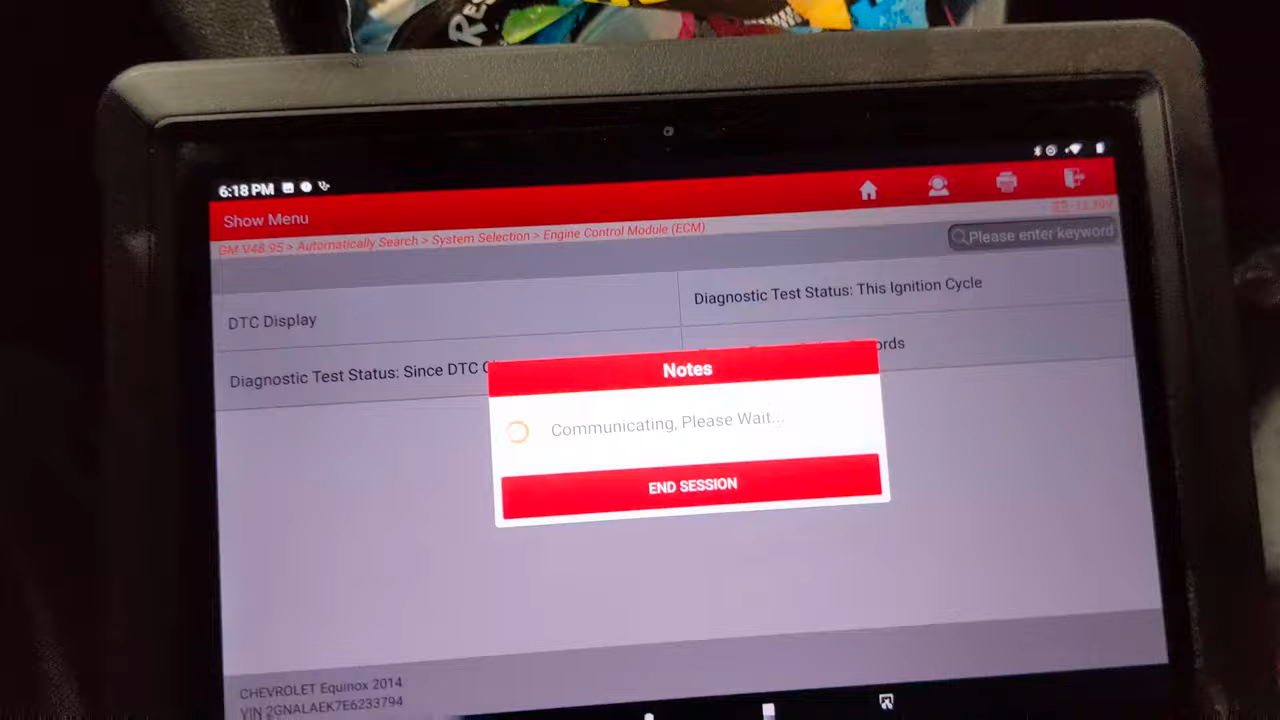 6:18 PM
Show Menu
GM V48.95 > Automatically Search > System Selection > Engine Control Module (ECM)
Please enter keyword
DTC Display
Diagnostic Test Status: This Ignition Cycle
Diagnostic Test Status: Since DTC
Notes
Communicating, Please Wait...
END SESSION
CHEVROLET Equinox 2014
VIN 2GNALAEK7E6233794